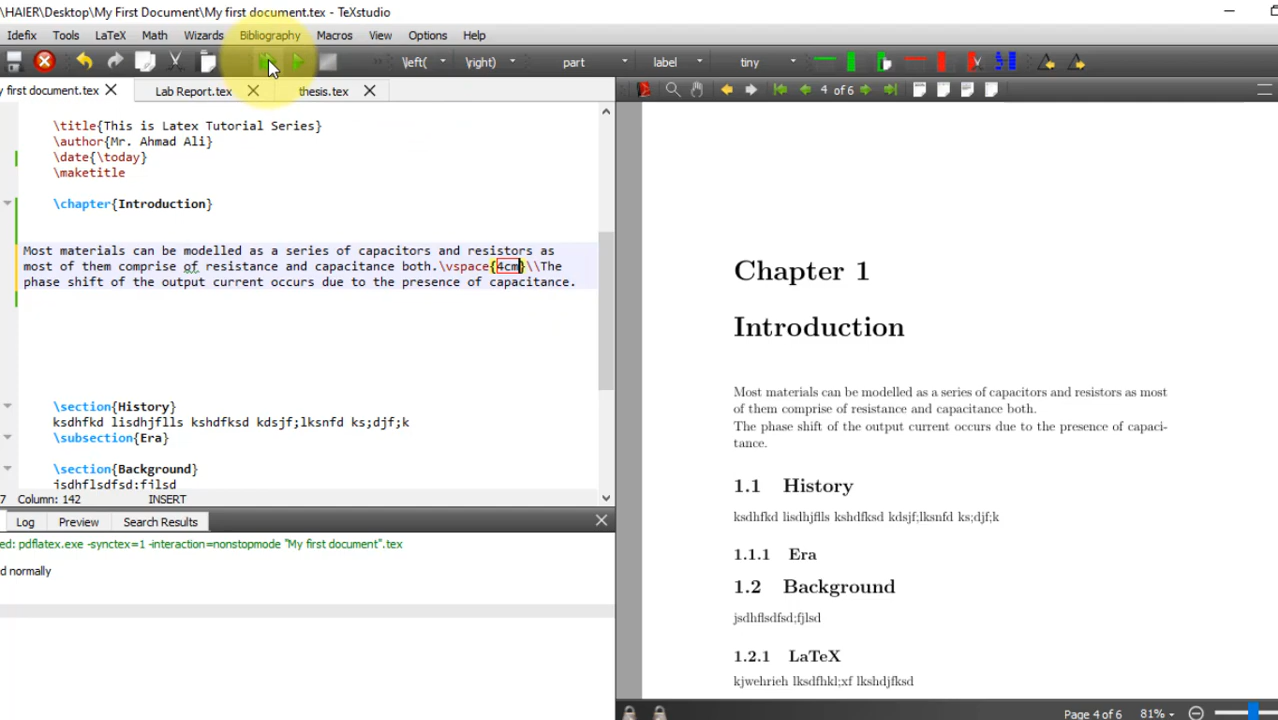 \HAIER\Desktop\My First Document\My first document.tex - TeXstudio
Idefix Tools LaTeX Math Wizards Bibliography Macros View Options Help
\left( \right) part label tiny
y first document.tex Lab Report.tex thesis.tex
4 of 6
\title{This is Latex Tutorial Series}
\author{Mr. Ahmad Ali}
\date{\today}
\maketitle
\chapter{Introduction}
Most materials can be modelled as a series of capacitors and resistors as
most of them comprise of resistance and capacitance both.\vspace{4cm}\\The
phase shift of the output current occurs due to the presence of capacitance.
\section{History}
ksdhfkd lisdhjflls kshdfksd kdsjf;lksnfd ks;djf;k
\subsection{Era}
\section{Background}
jsdhflsdfsd;fjlsd
7 Column: 142 INSERT
Log Preview Search Results
ed: pdflatex.exe -synctex=1 -interaction=nonstopmode "My first document".tex
d normally
Chapter 1
Introduction
Most materials can be modelled as a series of capacitors and resistors as most
of them comprise of resistance and capacitance both.
The phase shift of the output current occurs due to the presence of capaci-
tance.
1.1 History
ksdhfkd lisdhjflls kshdfksd kdsjf;lksnfd ks;djf;k
1.1.1 Era
1.2 Background
jsdhflsdfsd;fjlsd
1.2.1 LaTeX
kjwehrieh lksdfhkl;xf lkshdjfksd
Page 4 of 6 81%